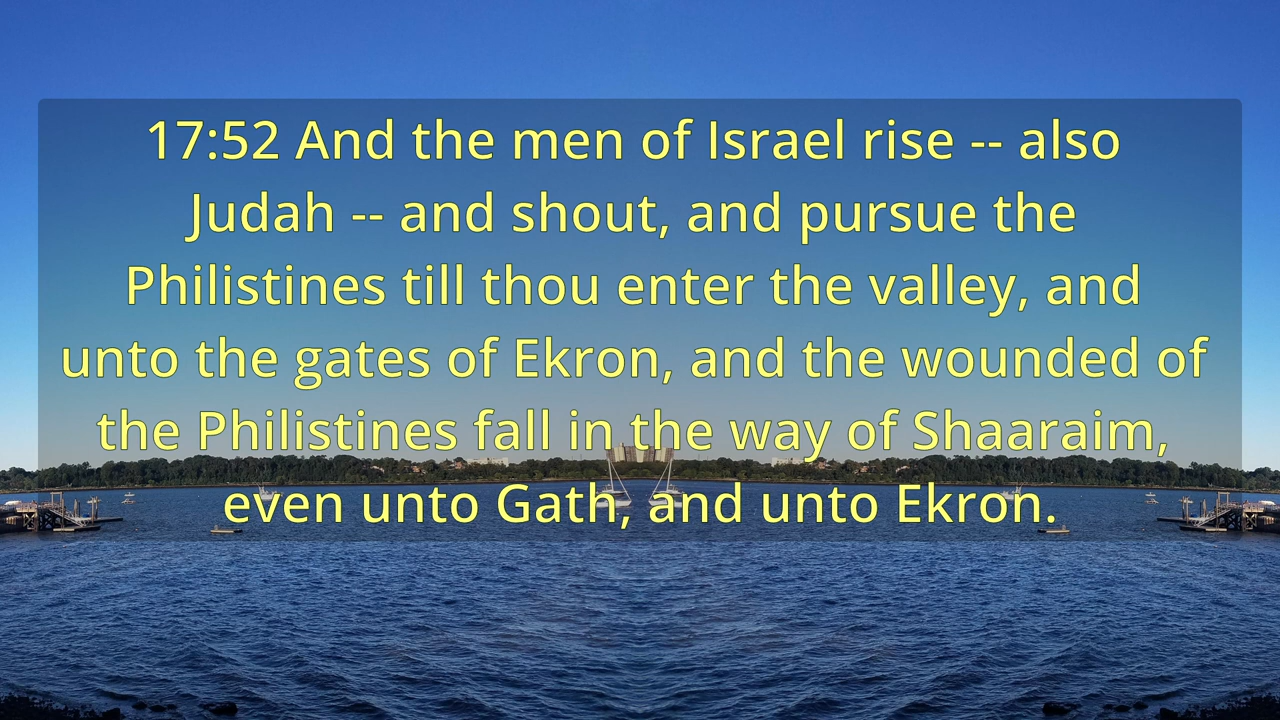 17:52 And the men of Israel rise -- also
Judah -- and shout, and pursue the
Philistines till thou enter the valley, and
unto the gates of Ekron, and the wounded of
the Philistines fall in the way of Shaaraim,
even unto Gath, and unto Ekron.